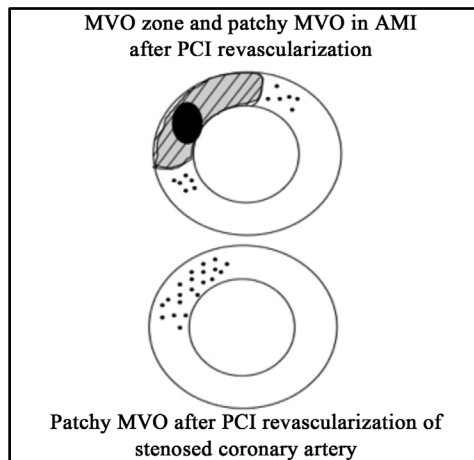 MVO zone and patchy MVO in AMI
after PCI revascularization
Patchy MVO after PCI revascularization of
stenosed coronary artery